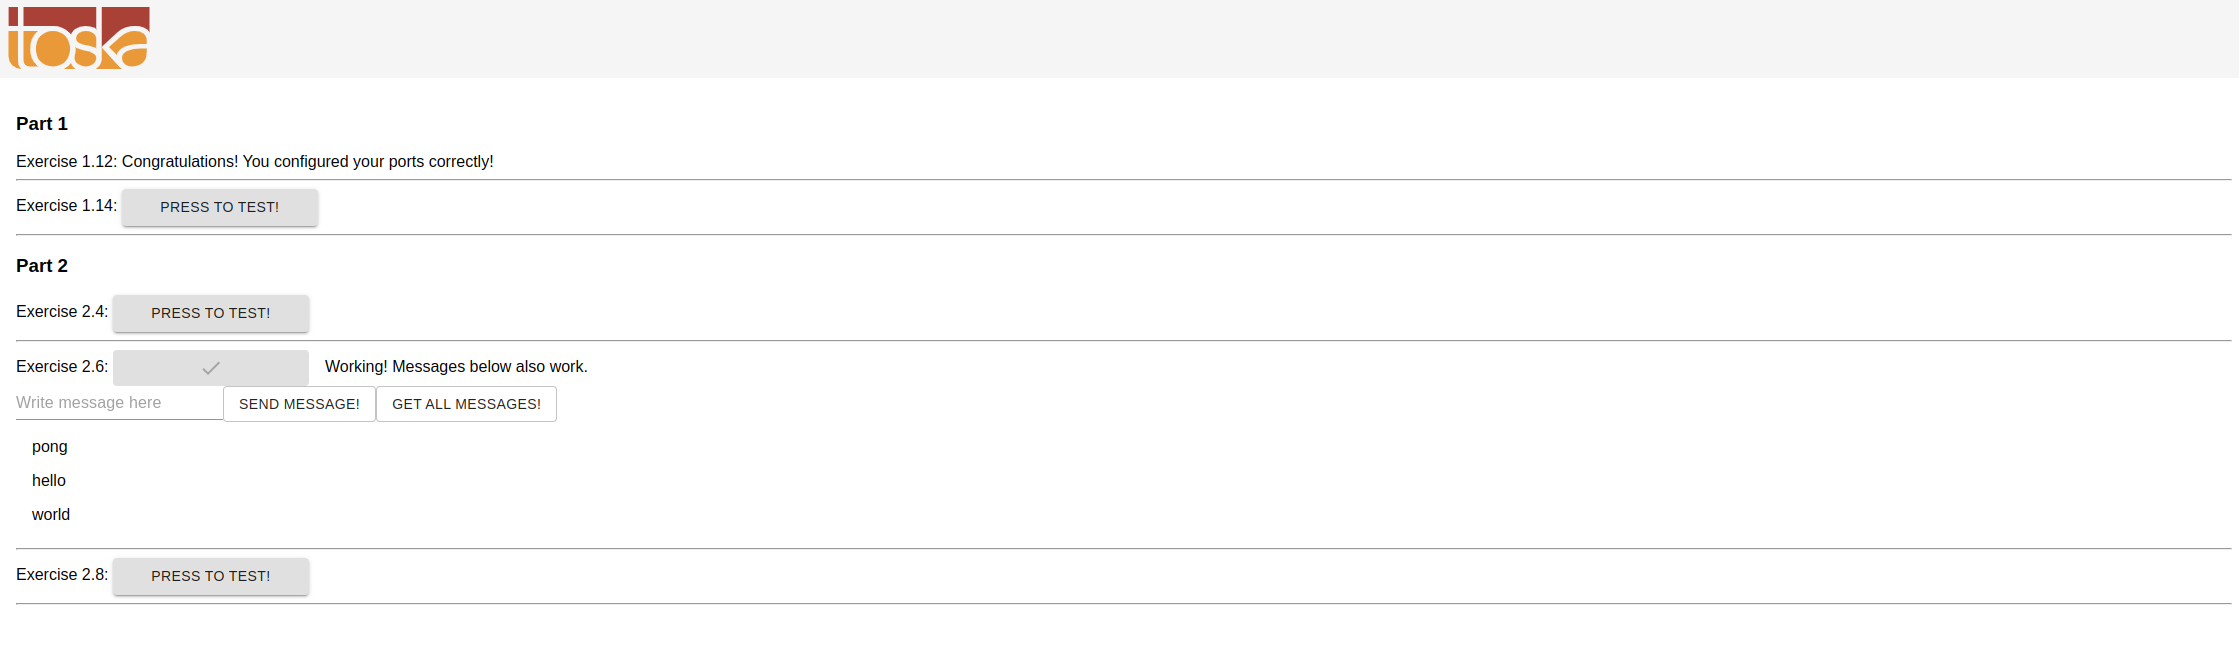 toska
Part 1
Exercise 1.12: Congratulations! You configured your ports correctly!
Exercise 1.14: PRESS TO TEST!
Part 2
Exercise 2.4: PRESS TO TEST!
Exercise 2.6: Working! Messages below also work.
Write message here SEND MESSAGE! GET ALL MESSAGES!
pong
hello
world
Exercise 2.8: PRESS TO TEST!